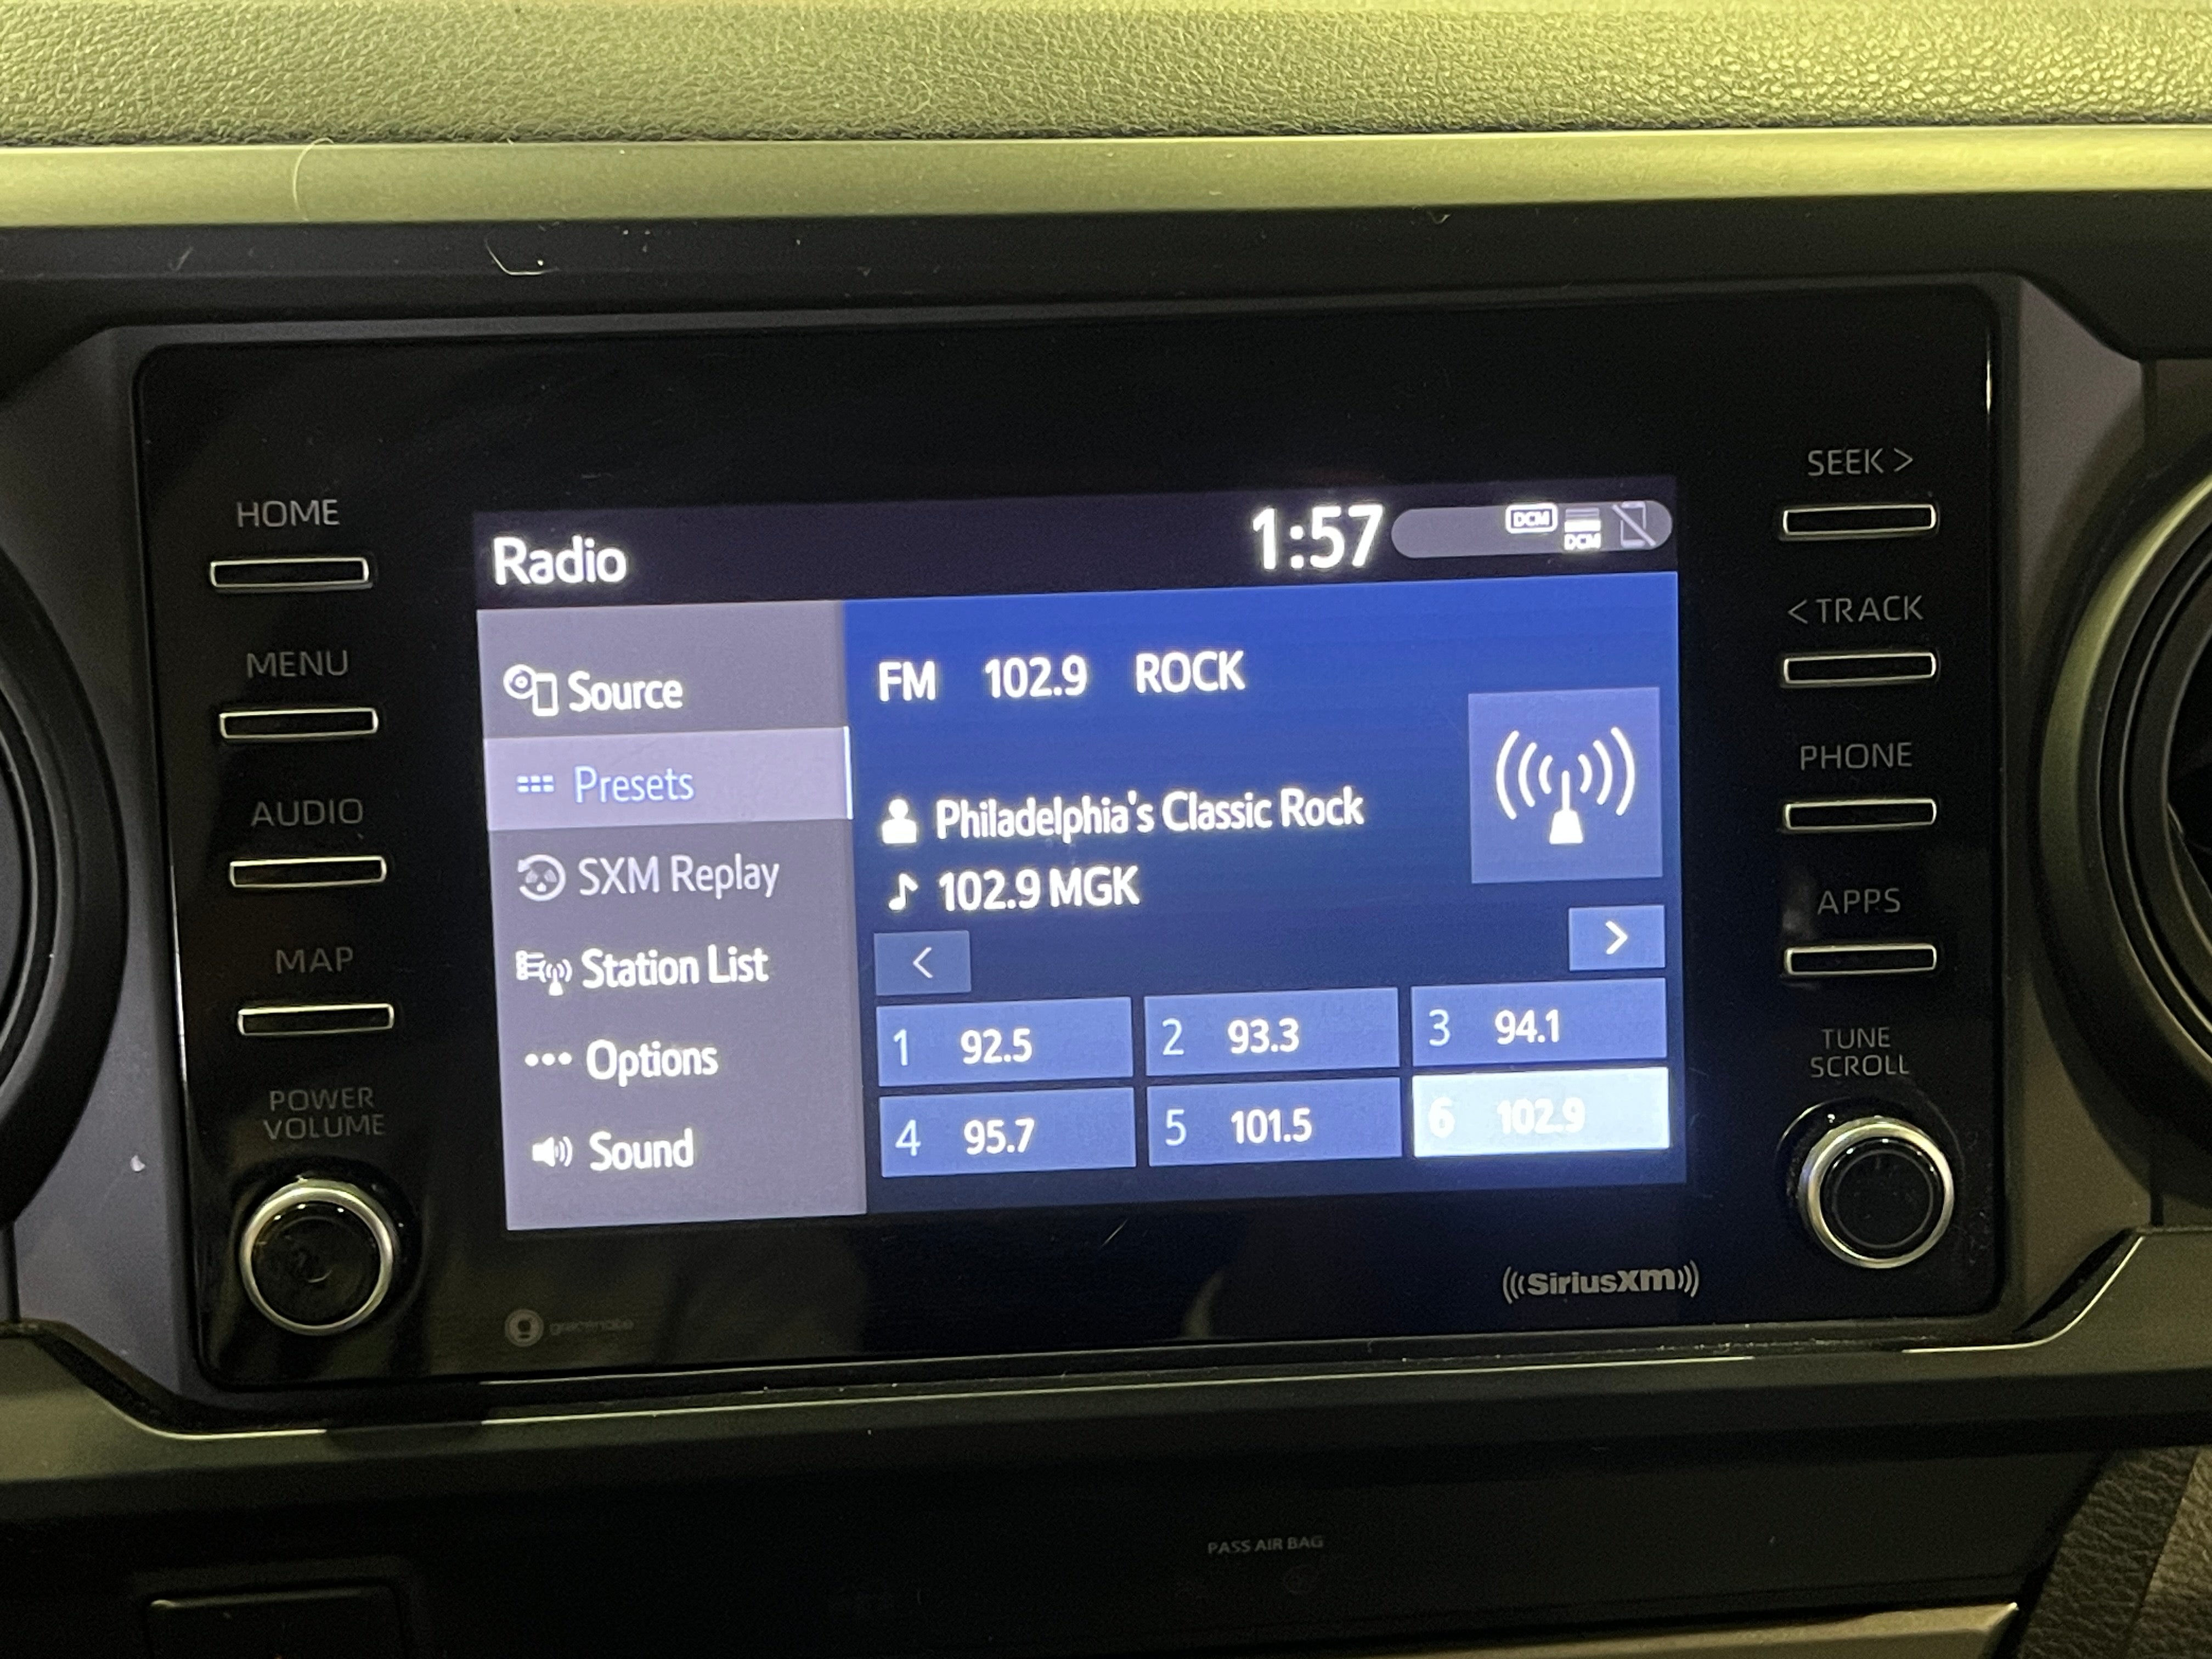 HOME
MENU
AUDIO
MAP
POWER
VOLUME
Radio
1:57
DCM
DCM
Source
Presets
SXM Replay
Station List
Options
Sound
FM 102.9 ROCK
Philadelphia's Classic Rock
102.9 MGK
< >
1 92.5 2 93.3 3 94.1
4 95.7 5 101.5 6 102.9
SEEK >
< TRACK
PHONE
APPS
TUNE
SCROLL
gracenote
((SiriusXM))
PASS AIR BAG